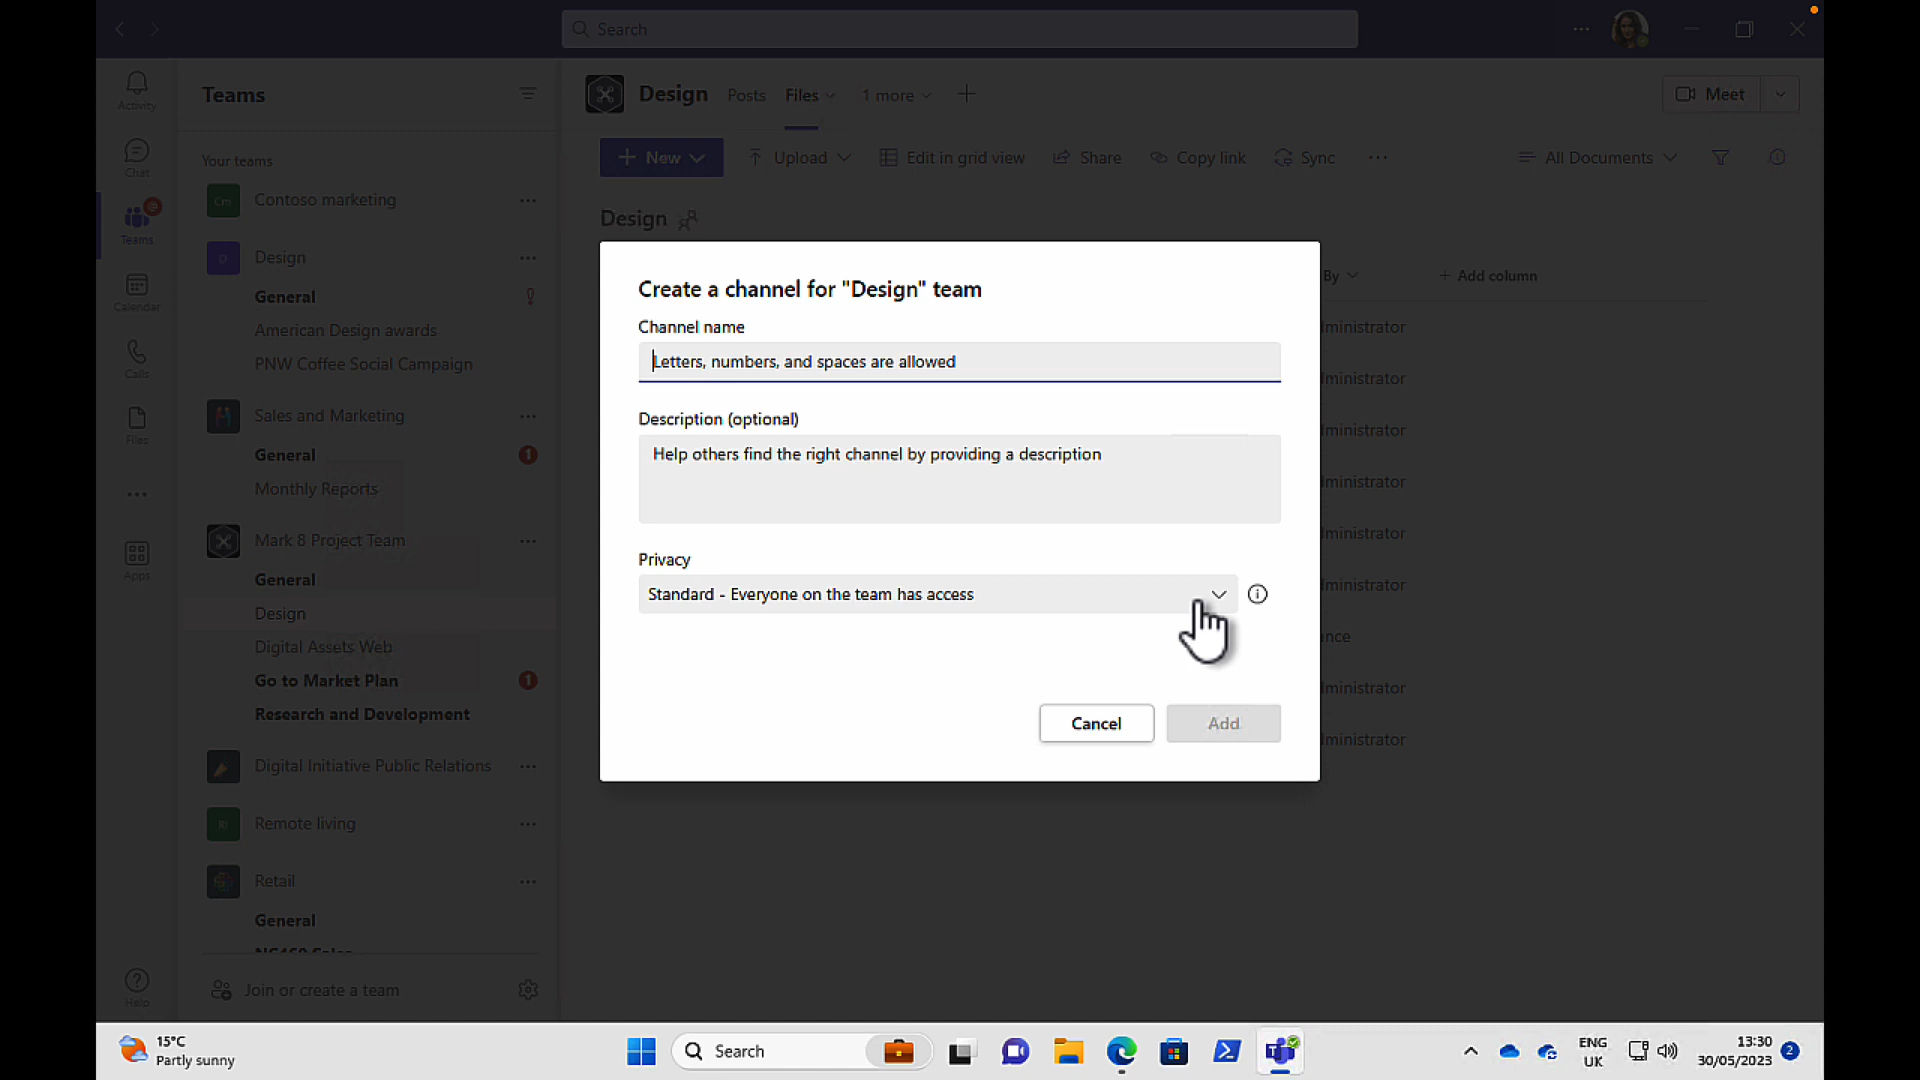 Search
Activity
Chat
Teams
Calendar
Calls
Files
Apps
Help
Teams
Your teams
Cm
Contoso marketing
D
Design
General
American Design awards
PNW Coffee Social Campaign
Sales and Marketing
General
1
Monthly Reports
Mark 8 Project Team
General
Design
Digital Assets Web
Go to Market Plan
1
Research and Development
Digital Initiative Public Relations
Rl
Remote living
Retail
General
Join or create a team
Design
Posts
Files
1 more
Meet
New
Upload
Edit in grid view
Share
Copy link
Sync
All Documents
Design
By
Add column
ministrator
ministrator
ministrator
ministrator
ministrator
ministrator
nce
ministrator
ministrator
Create a channel for "Design" team
Channel name
Letters, numbers, and spaces are allowed
Description (optional)
Help others find the right channel by providing a description
Privacy
Standard - Everyone on the team has access
Cancel
Add
15°C
Partly sunny
Search
ENG
UK
13:30
30/05/2023
2